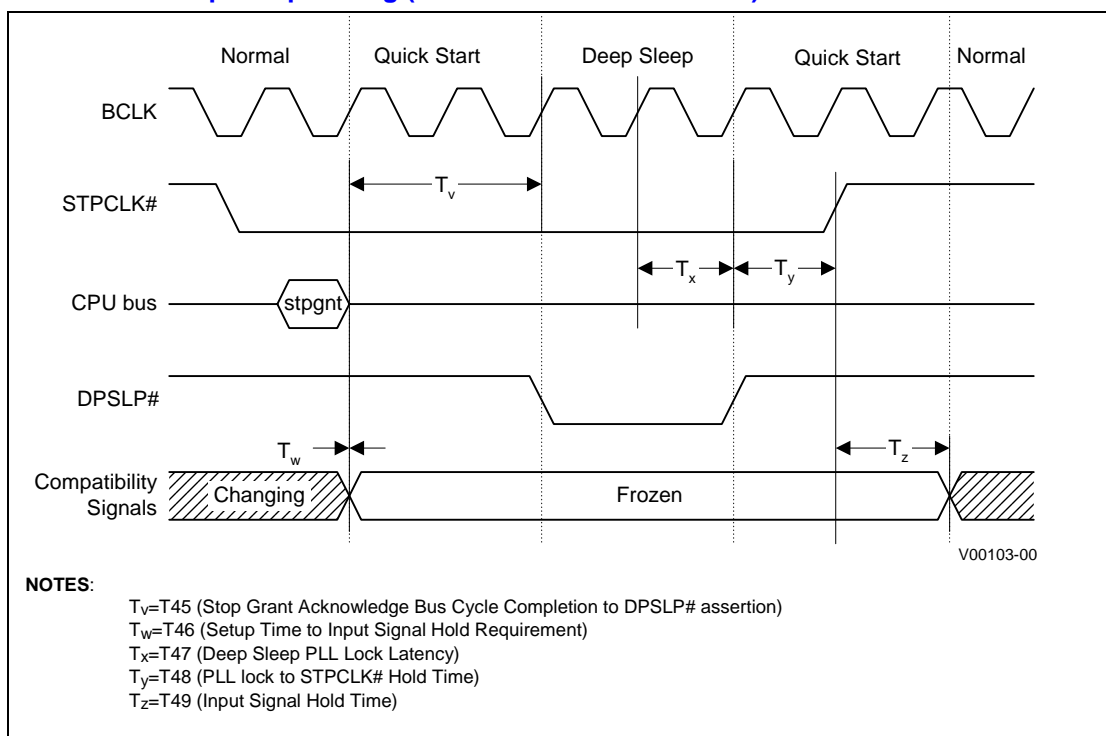 Normal Quick Start Deep Sleep Quick Start Normal
BCLK
STPCLK#
Tv
Tx Ty
CPU bus stpgnt
DPSLP#
Tw Tz
Compatibility Signals Changing Frozen
V00103-00
NOTES:
Tv=T45 (Stop Grant Acknowledge Bus Cycle Completion to DPSLP# assertion)
Tw=T46 (Setup Time to Input Signal Hold Requirement)
Tx=T47 (Deep Sleep PLL Lock Latency)
Ty=T48 (PLL lock to STPCLK# Hold Time)
Tz=T49 (Input Signal Hold Time)